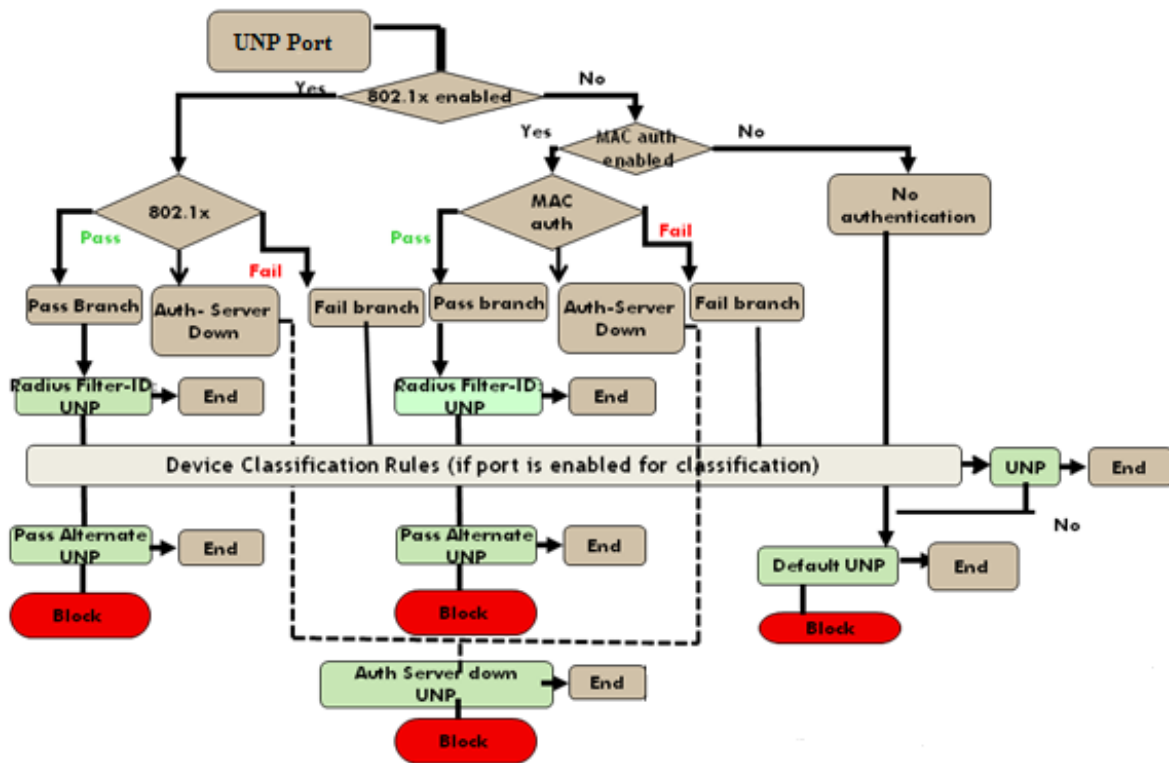 UNP Port
Yes
802.1x enabled
No
Yes
MAC auth
enabled
No
802.1x
MAC
auth
No
authentication
Pass
Fail
Pass
Fail
Pass Branch
Auth- Server
Down
Fail branch
Pass branch
Auth-Server
Down
Fail branch
Radius Filter-ID:
UNP
End
Radius Filter-ID:
UNP
End
Device Classification Rules (if port is enabled for classification)
UNP
End
No
Pass Alternate
UNP
End
Pass Alternate
UNP
End
Default UNP
End
Block
Block
Block
Auth Server down
UNP
End
Block